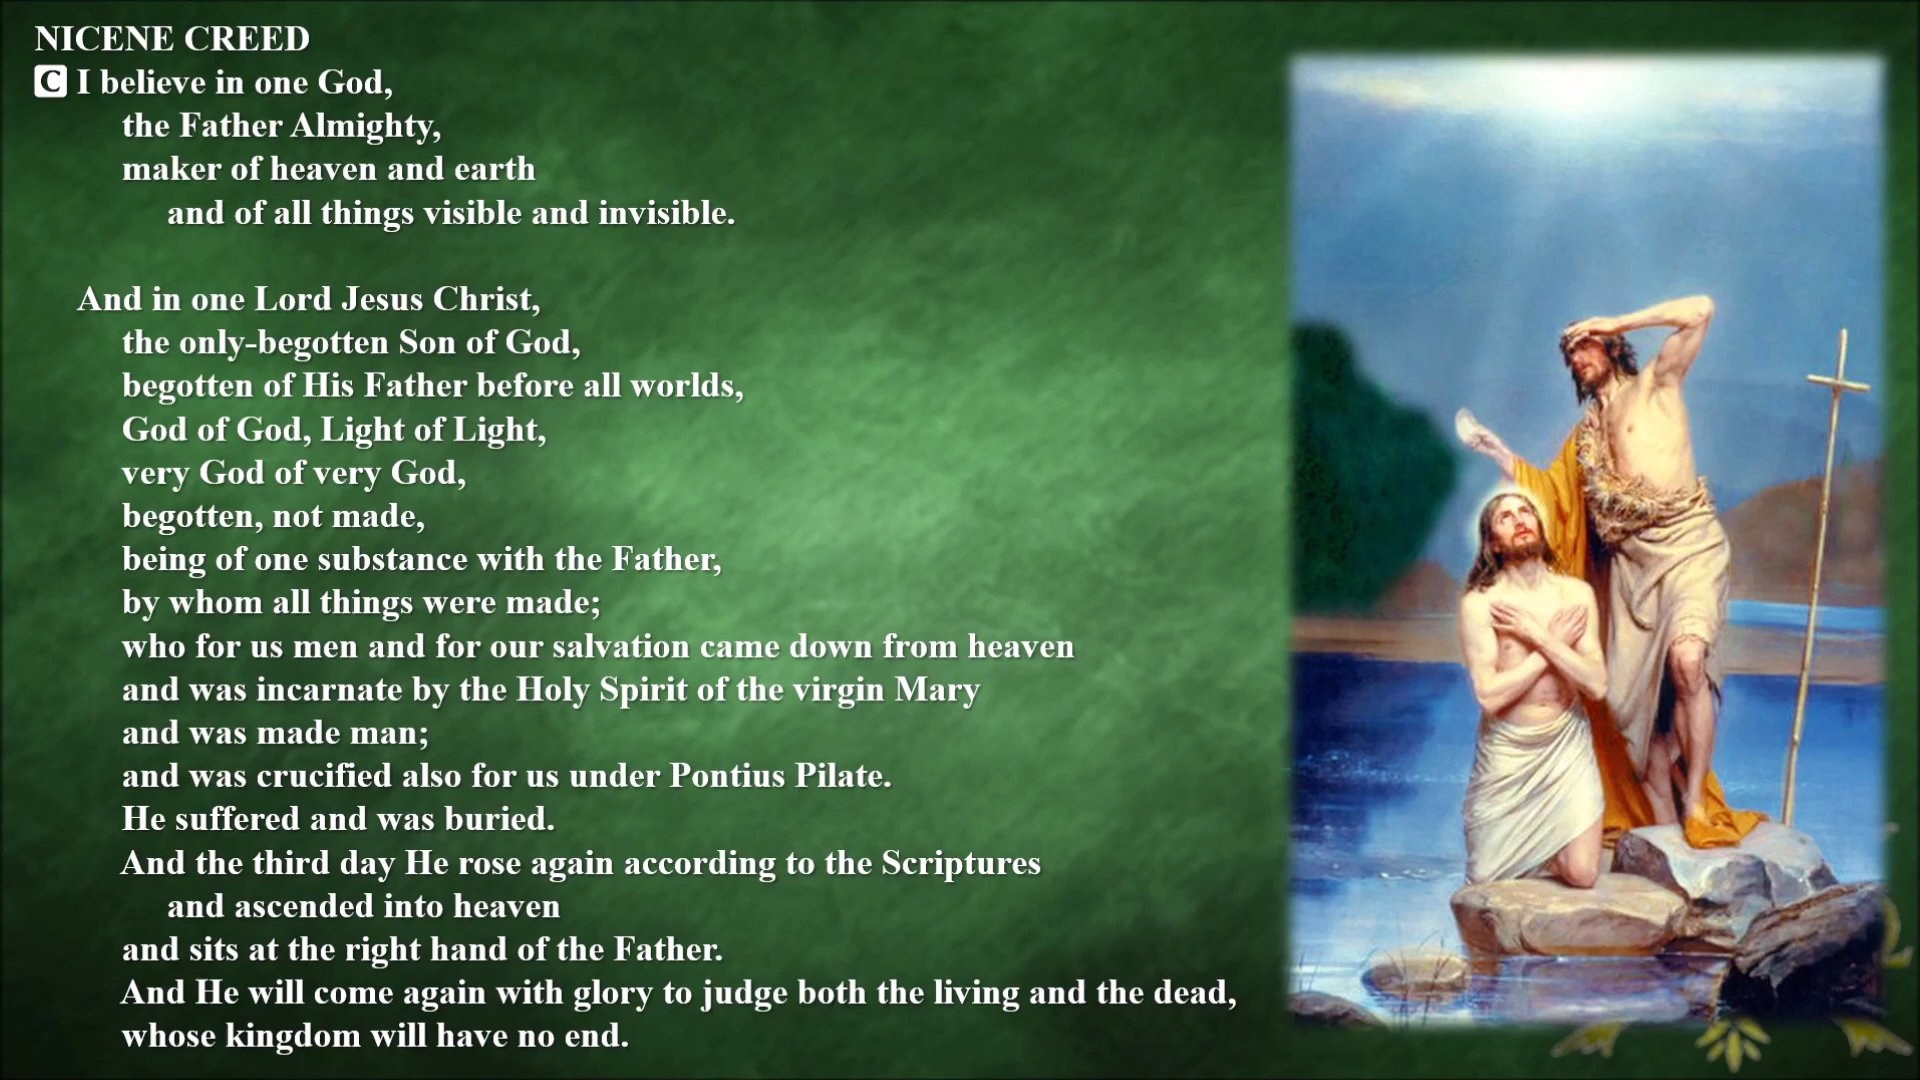 NICENE CREED
C I believe in one God,
the Father Almighty,
maker of heaven and earth
and of all things visible and invisible.
And in one Lord Jesus Christ,
the only-begotten Son of God,
begotten of His Father before all worlds,
God of God, Light of Light,
very God of very God,
begotten, not made,
being of one substance with the Father,
by whom all things were made;
who for us men and for our salvation came down from heaven
and was incarnate by the Holy Spirit of the virgin Mary
and was made man;
and was crucified also for us under Pontius Pilate.
He suffered and was buried.
And the third day He rose again according to the Scriptures
and ascended into heaven
and sits at the right hand of the Father.
And He will come again with glory to judge both the living and the dead,
whose kingdom will have no end.